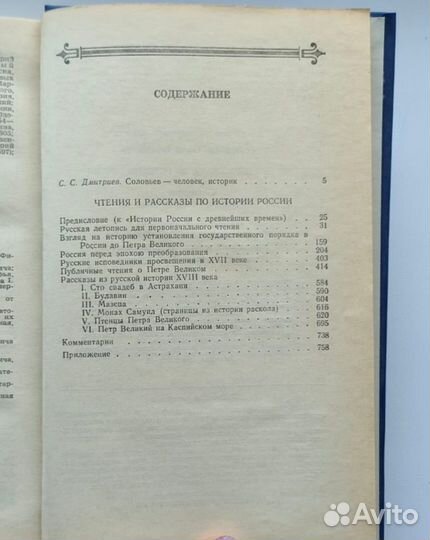 СОДЕРЖАНИЕ
С. С. Дмитриев. Соловьев — человек, историк . . . . . . . 5
ЧТЕНИЯ И РАССКАЗЫ ПО ИСТОРИИ РОССИИ
Предисловие (к «Истории России с древнейших времен») . . 25
Русская летопись для первоначального чтения . . . . . . 31
Взгляд на историю установления государственного порядка в
России до Петра Великого . . . . . . . . . . 159
Россия перед эпохою преобразования . . . . . . . . 204
Русские исповедники просвещения в XVII веке . . . . . . 403
Публичные чтения о Петре Великом . . . . . . . . 414
Рассказы из русской истории XVIII века
I. Сто свадеб в Астрахани . . . . . . . . . 584
II. Булавин . . . . . . . . . . . . . 590
III. Мазепа . . . . . . . . . . . . . 604
IV. Монах Самуил (страницы из истории раскола) . . . . 616
V. Птенцы Петра Великого . . . . . . . . . 620
VI. Петр Великий на Каспийском море . . . . . . . 695
Комментарии . . . . . . . . . . . . . . 738
Приложение . . . . . . . . . . . . . . 758
Avito